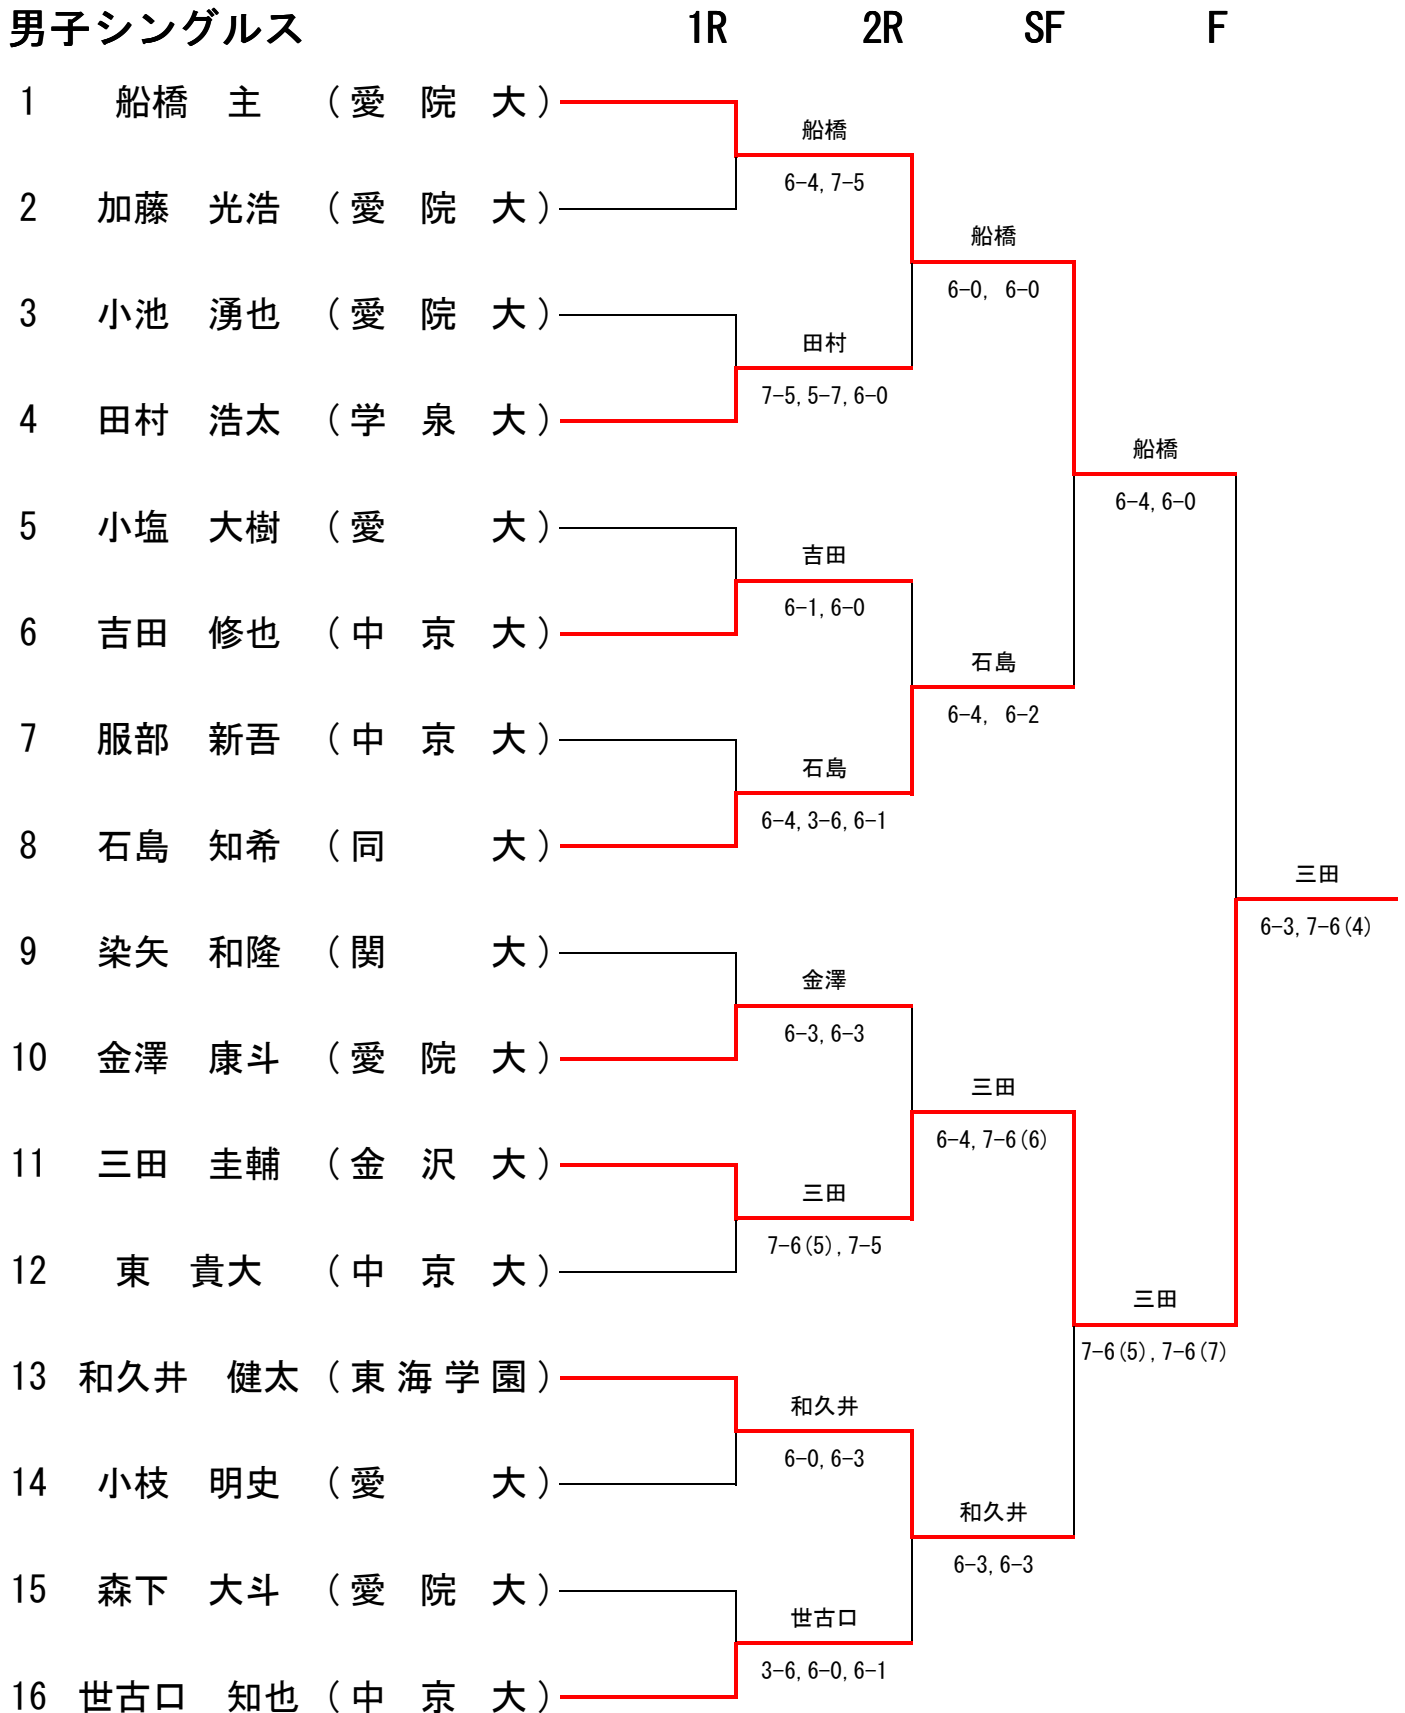 男子シングルス 1R 2R SF F
1 船橋 主 (愛院大)
船橋
6-4,7-5
2 加藤 光浩 (愛院大)
船橋
6-0, 6-0
3 小池 湧也 (愛院大)
田村
7-5,5-7,6-0
4 田村 浩太 (学泉大)
船橋
6-4,6-0
5 小塩 大樹 (愛大)
吉田
6-1,6-0
6 吉田 修也 (中京大)
石島
6-4, 6-2
7 服部 新吾 (中京大)
石島
6-4,3-6,6-1
8 石島 知希 (同大)
三田
6-3,7-6(4)
9 染矢 和隆 (関大)
金澤
6-3,6-3
10 金澤 康斗 (愛院大)
三田
6-4,7-6(6)
11 三田 圭輔 (金沢大)
三田
7-6(5),7-5
12 東 貴大 (中京大)
三田
7-6(5),7-6(7)
13 和久井 健太 (東海学園)
和久井
6-0,6-3
14 小枝 明史 (愛大)
和久井
6-3,6-3
15 森下 大斗 (愛院大)
世古口
3-6,6-0,6-1
16 世古口 知也 (中京大)